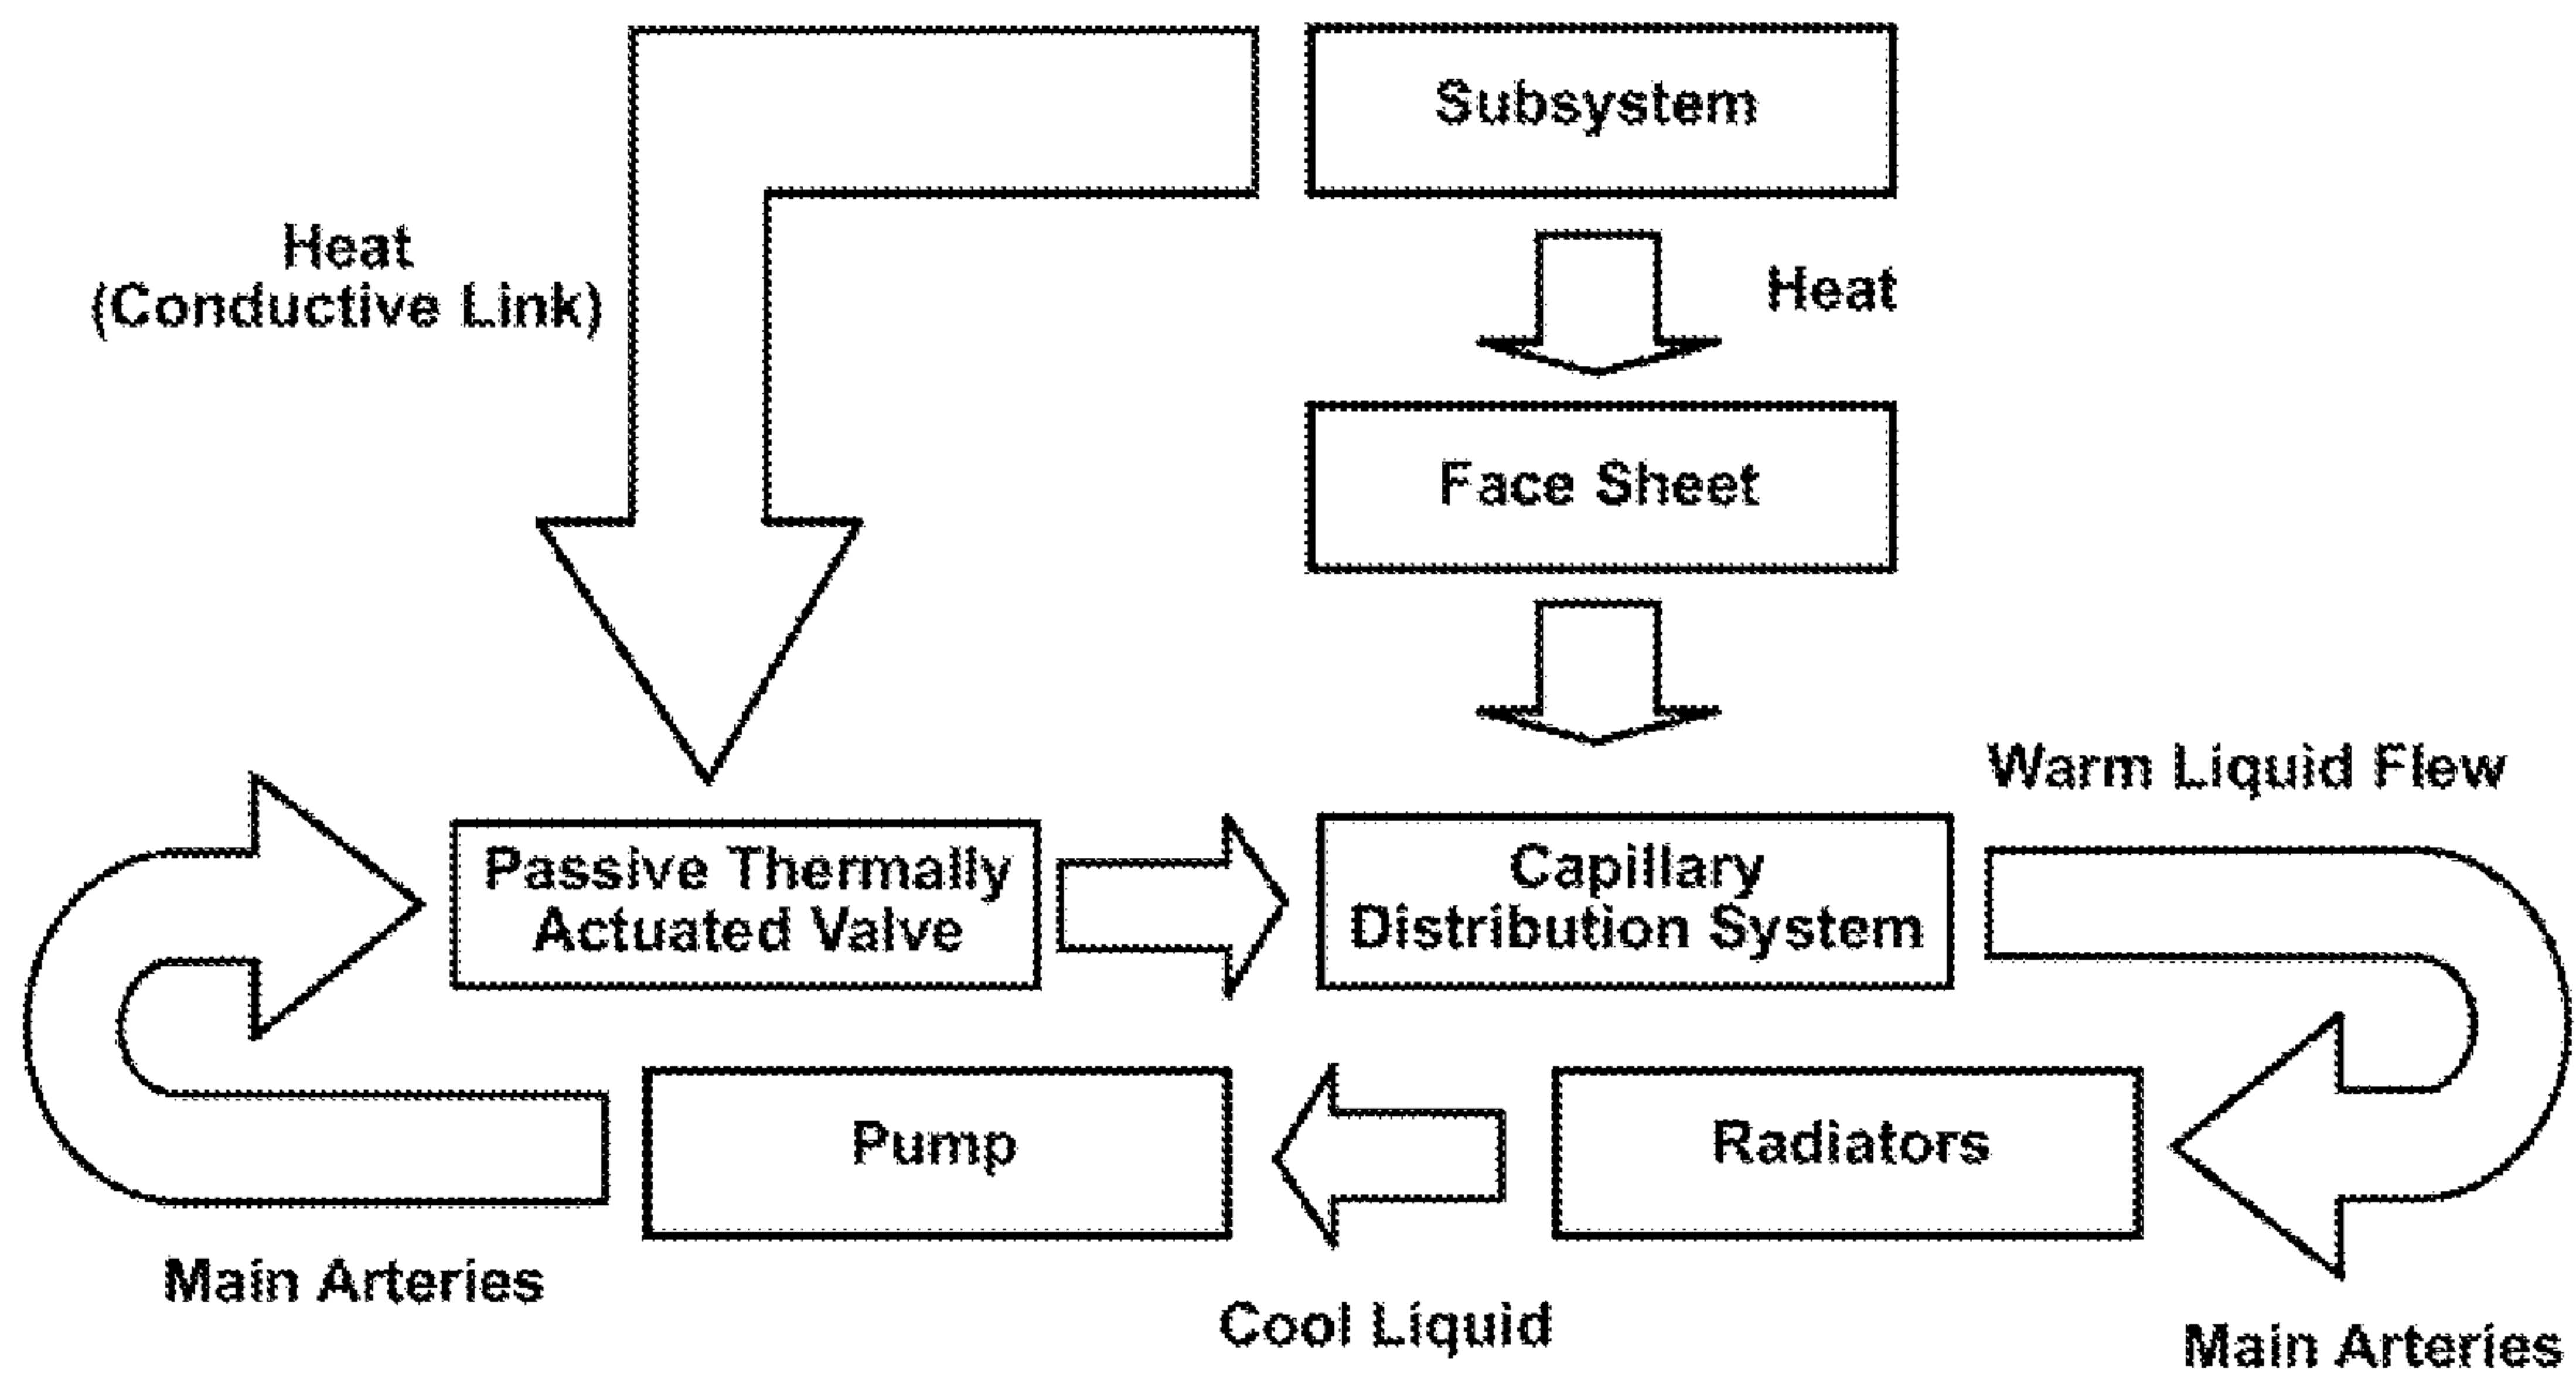 Subsystem
Heat
(Conductive Link)
Heat
Face Sheet
Warm Liquid Flew
Passive Thermally
Actuated Valve
Capillary
Distribution System
Pump
Radiators
Main Arteries
Cool Liquid
Main Arteries